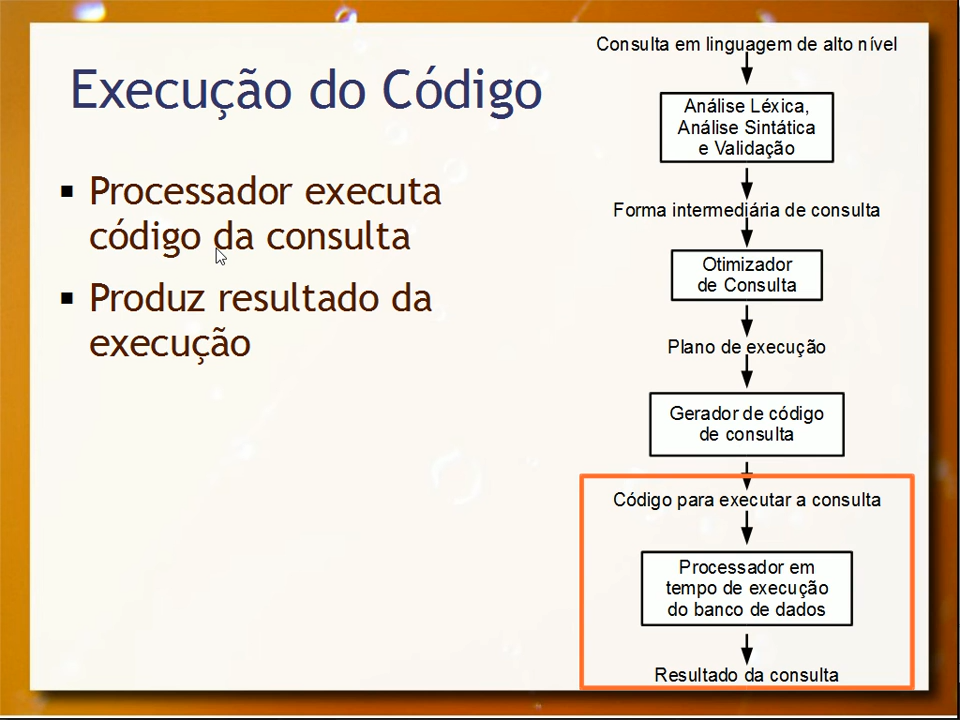 Execução do Código
Processador executa
código da consulta
Produz resultado da
execução
Consulta em linguagem de alto nível
Análise Léxica,
Análise Sintática
e Validação
Forma intermediária de consulta
Otimizador
de Consulta
Plano de execução
Gerador de código
de consulta
Código para executar a consulta
Processador em
tempo de execução
do banco de dados
Resultado da consulta